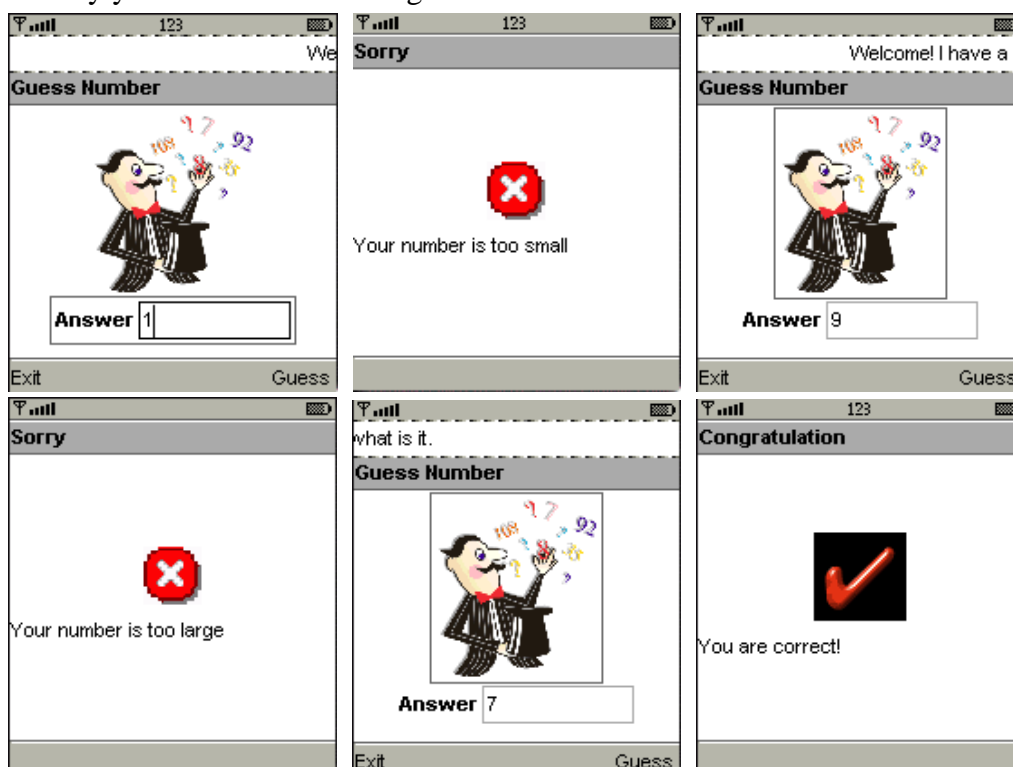 123
We
Guess Number
Answer 1
Exit Guess
123
Sorry
Your number is too small
Welcome! I have a
Guess Number
Answer 9
Exit Guess
Sorry
Your number is too large
what is it.
Guess Number
Answer 7
Exit Guess
123
Congratulation
You are correct!